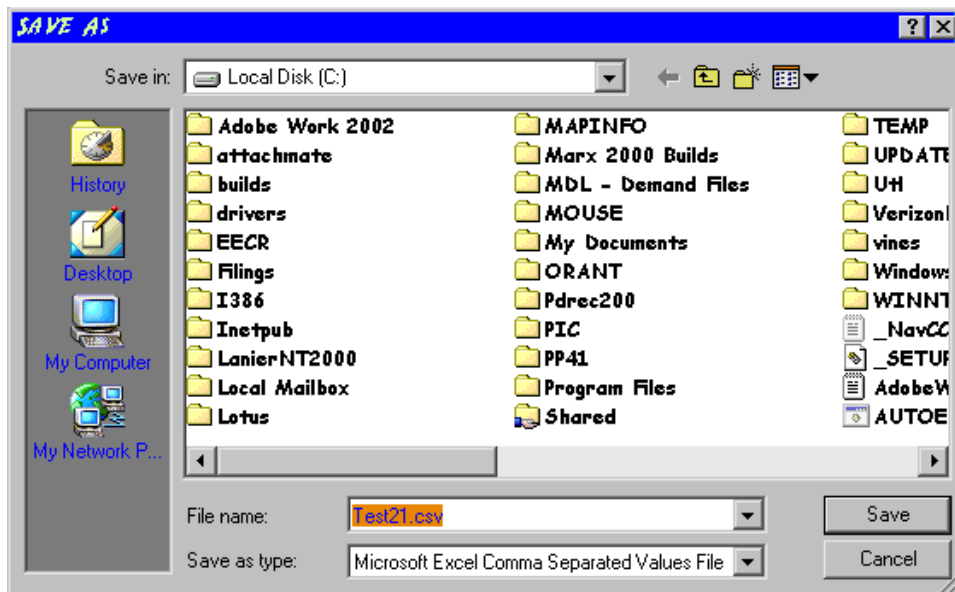 SAVE AS
Save in: Local Disk (C:)
History
Desktop
My Computer
My Network P...
Adobe Work 2002
attachmate
builds
drivers
EECR
Filings
I386
Inetpub
LanierNT2000
Local Mailbox
Lotus
MAPINFO
Marx 2000 Builds
MDL - Demand Files
MOUSE
My Documents
ORANT
Pdrec200
PIC
PP41
Program Files
Shared
TEMP
UPDATE
Util
Verizon
vines
Windows
WINNT
_NavCC
_SETUP
AdobeW
AUTOE
File name: Test21.csv
Save
Save as type: Microsoft Excel Comma Separated Values File
Cancel